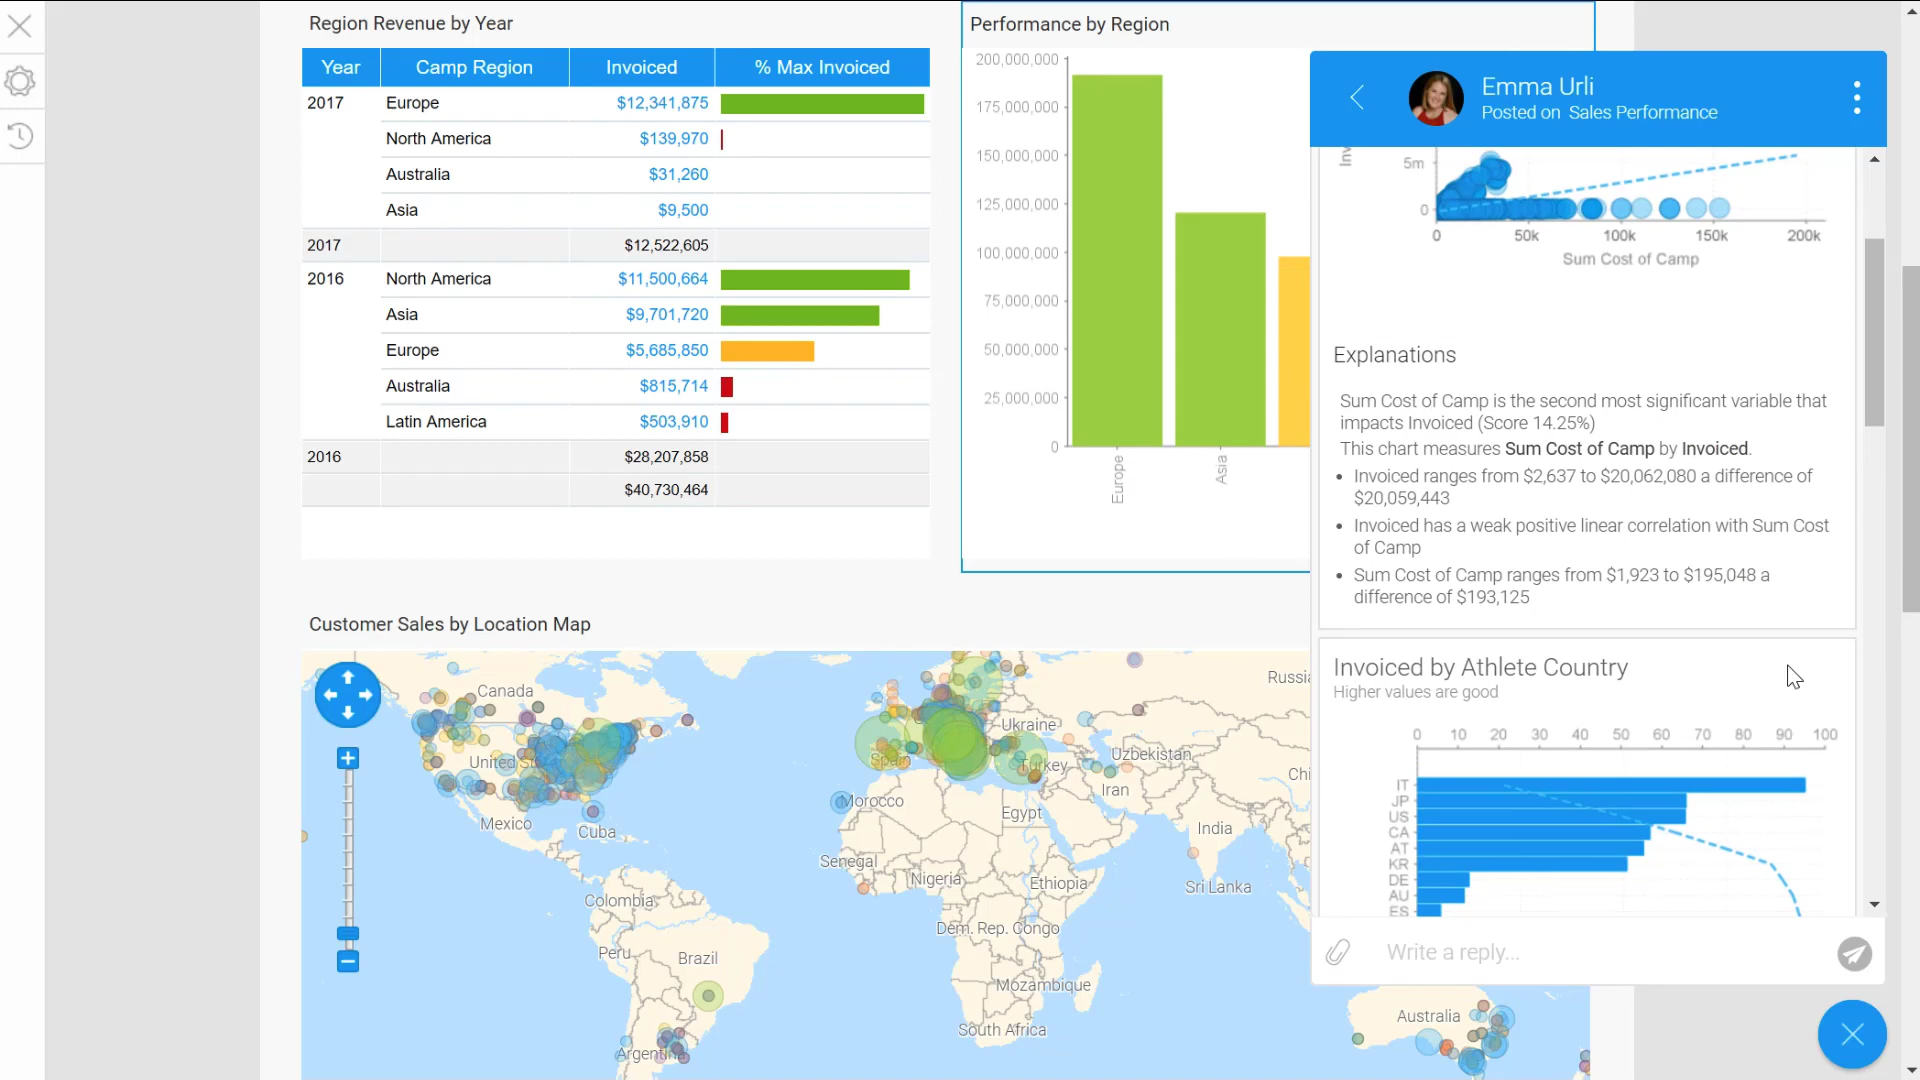 Region Revenue by Year
Year Camp Region Invoiced % Max Invoiced
2017 Europe $12,341,875
North America $139,970
Australia $31,260
Asia $9,500
2017 $12,522,605
2016 North America $11,500,664
Asia $9,701,720
Europe $5,685,850
Australia $815,714
Latin America $503,910
2016 $28,207,858
$40,730,464
Performance by Region
200,000,000
175,000,000
150,000,000
125,000,000
100,000,000
75,000,000
50,000,000
25,000,000
0
Europe
Asia
Emma Urli
Posted on Sales Performance
5m
0
0 50k 100k 150k 200k
Sum Cost of Camp
Explanations
Sum Cost of Camp is the second most significant variable that
impacts Invoiced (Score 14.25%)
This chart measures Sum Cost of Camp by Invoiced.
• Invoiced ranges from $2,637 to $20,062,080 a difference of
$20,059,443
• Invoiced has a weak positive linear correlation with Sum Cost
of Camp
• Sum Cost of Camp ranges from $1,923 to $195,048 a
difference of $193,125
Invoiced by Athlete Country
Higher values are good
0 10 20 30 40 50 60 70 80 90 100
IT
JP
US
CA
AT
KR
DE
AU
ES
Write a reply...
Customer Sales by Location Map
Canada
United
Mexico
Cuba
Colombia
Peru
Brazil
Argentina
Spain
Morocco
Senegal
Nigeria
Dem. Rep. Congo
South Africa
Mozambique
Ethiopia
Egypt
Turkey
Ukraine
Uzbekistan
Iran
India
Sri Lanka
Australia